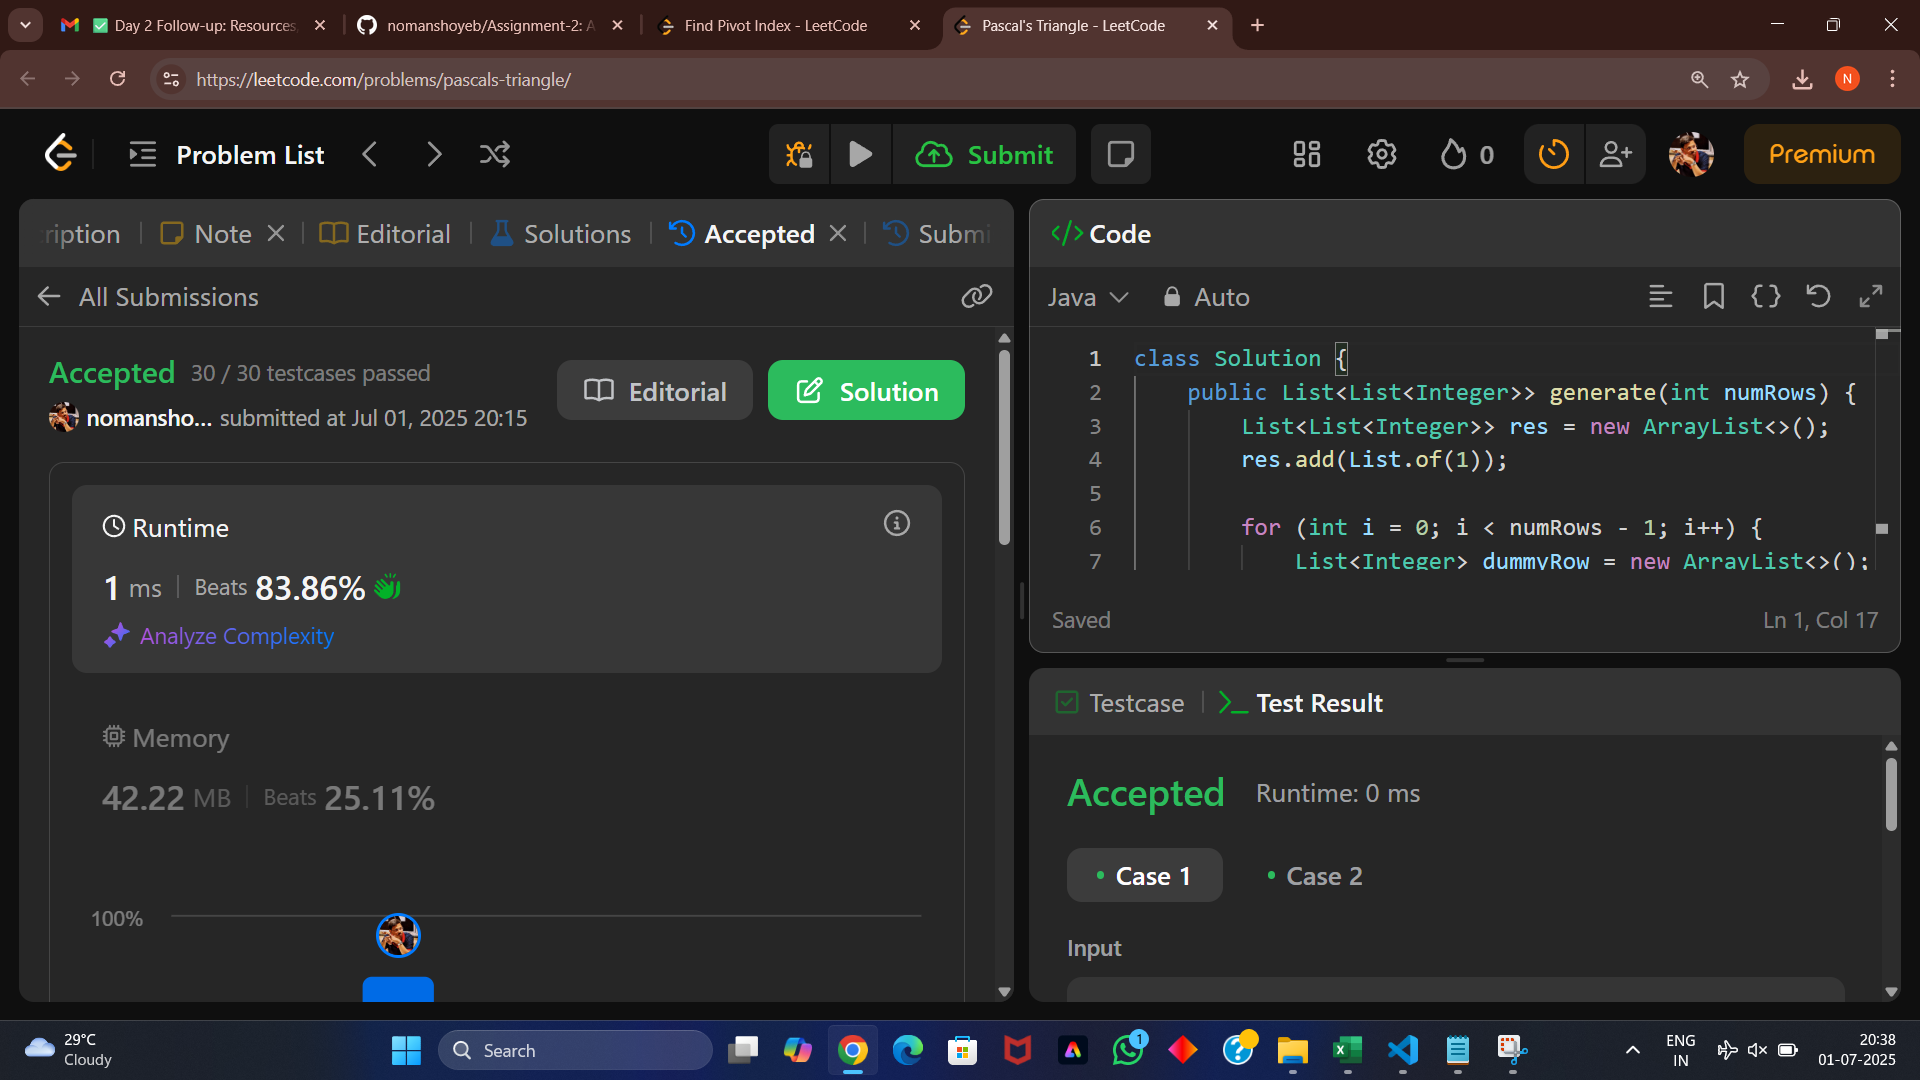 Day 2 Follow-up: Resources,
nomanshoyeb/Assignment-2: A
Find Pivot Index - LeetCode
Pascal's Triangle - LeetCode
https://leetcode.com/problems/pascals-triangle/
N
Problem List
Submit
0
Premium
ription
Note
Editorial
Solutions
Accepted
Submi
All Submissions
Accepted
30 / 30 testcases passed
nomansho... submitted at Jul 01, 2025 20:15
Editorial
Solution
Runtime
1 ms
Beats 83.86%
Analyze Complexity
Memory
42.22 MB
Beats 25.11%
100%
Code
Java
Auto
1 class Solution {
2 public List<List<Integer>> generate(int numRows) {
3 List<List<Integer>> res = new ArrayList<>();
4 res.add(List.of(1));
5
6 for (int i = 0; i < numRows - 1; i++) {
7 List<Integer> dummyRow = new ArrayList<>();
Saved
Ln 1, Col 17
Testcase
Test Result
Accepted
Runtime: 0 ms
Case 1
Case 2
Input
29°C
Cloudy
Search
1
ENG
IN
20:38
01-07-2025